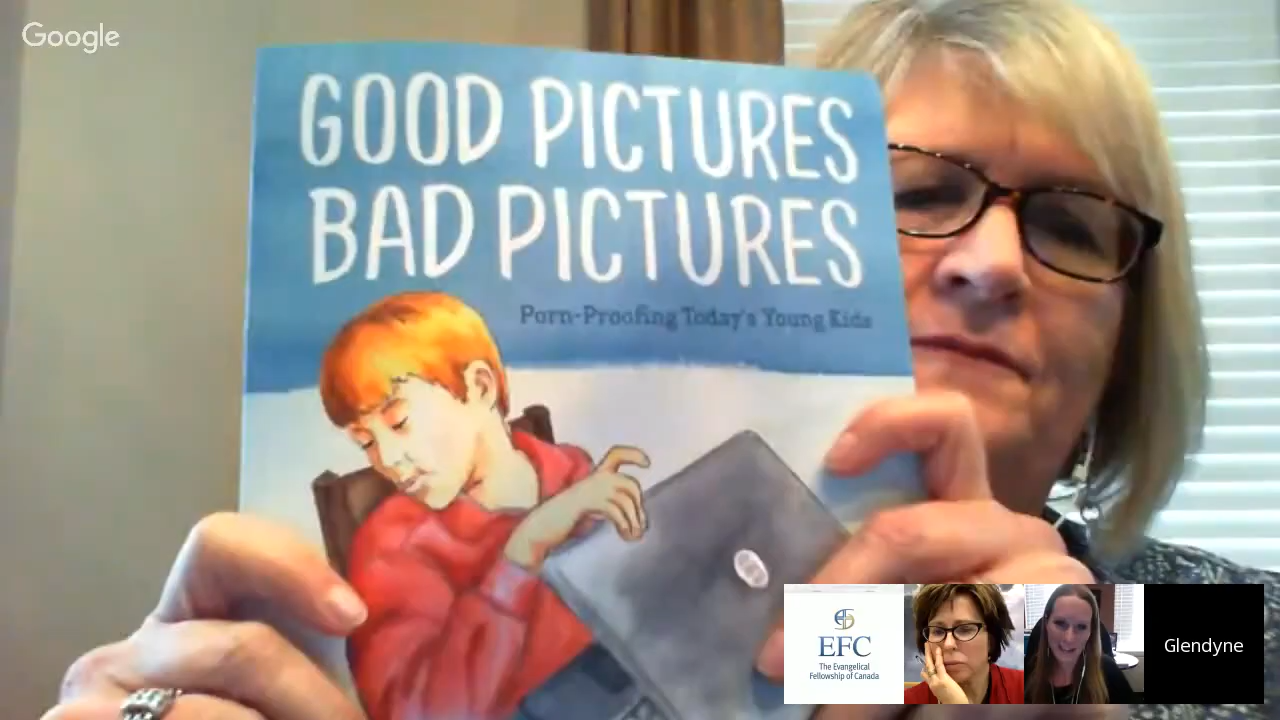 Google
GOOD PICTURES
BAD PICTURES
Porn-Proofing Today's Young Kids
EFC
The Evangelical
Fellowship of Canada
Glendyne